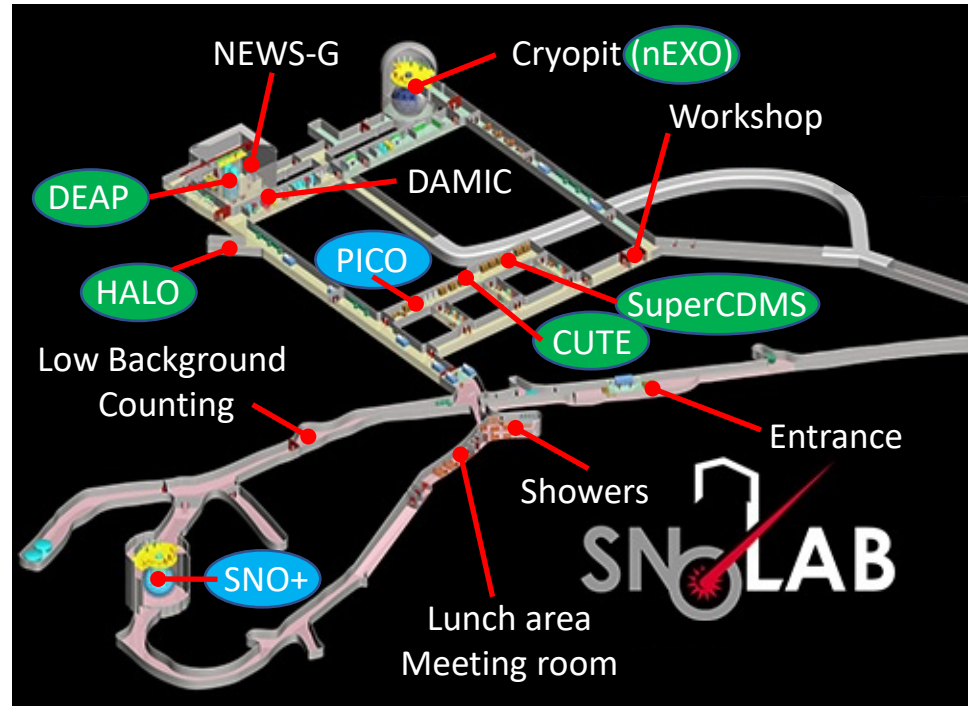 NEWS-G
Cryopit (nEXO)
Workshop
DEAP
DAMIC
PICO
HALO
SuperCDMS
CUTE
Low Background
Counting
Entrance
Showers
SNOLAB
SNO+
Lunch area
Meeting room